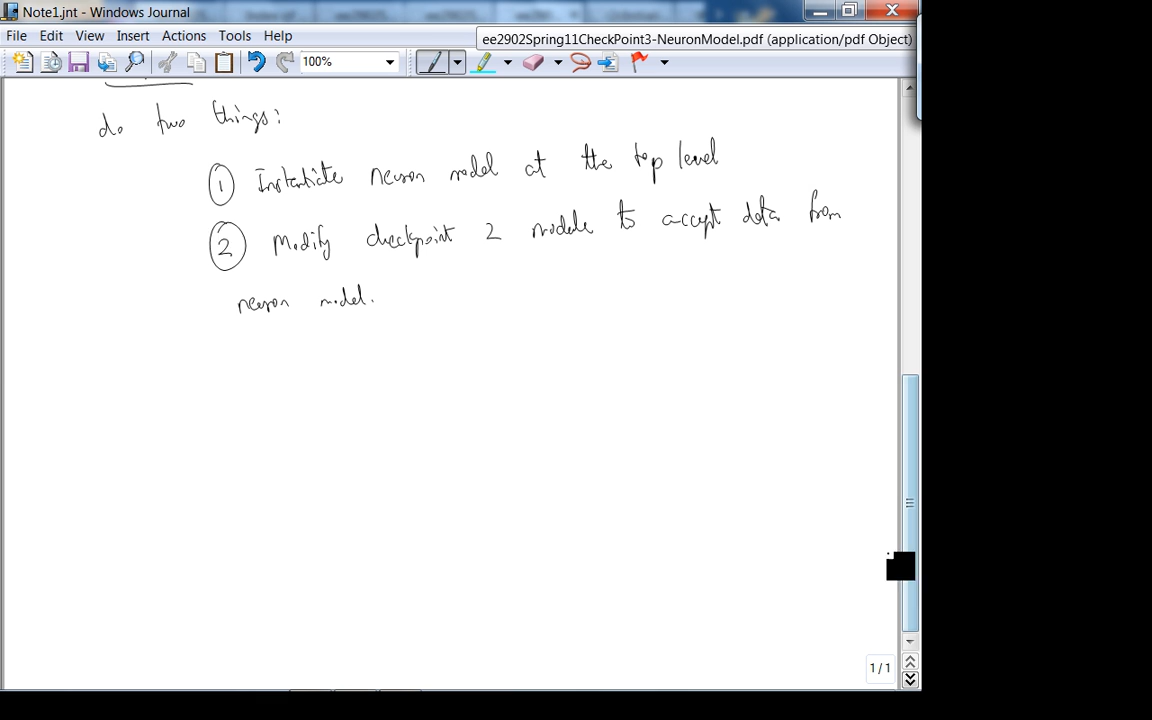 Note1.jnt - Windows Journal
File Edit View Insert Actions Tools Help
ee2902Spring11CheckPoint3-NeuronModel.pdf (application/pdf Object)
100%
do two things:
1 Instantiate neuron model at the top level
2 Modify checkpoint 2 module to accept data from
neuron model.
1 / 1